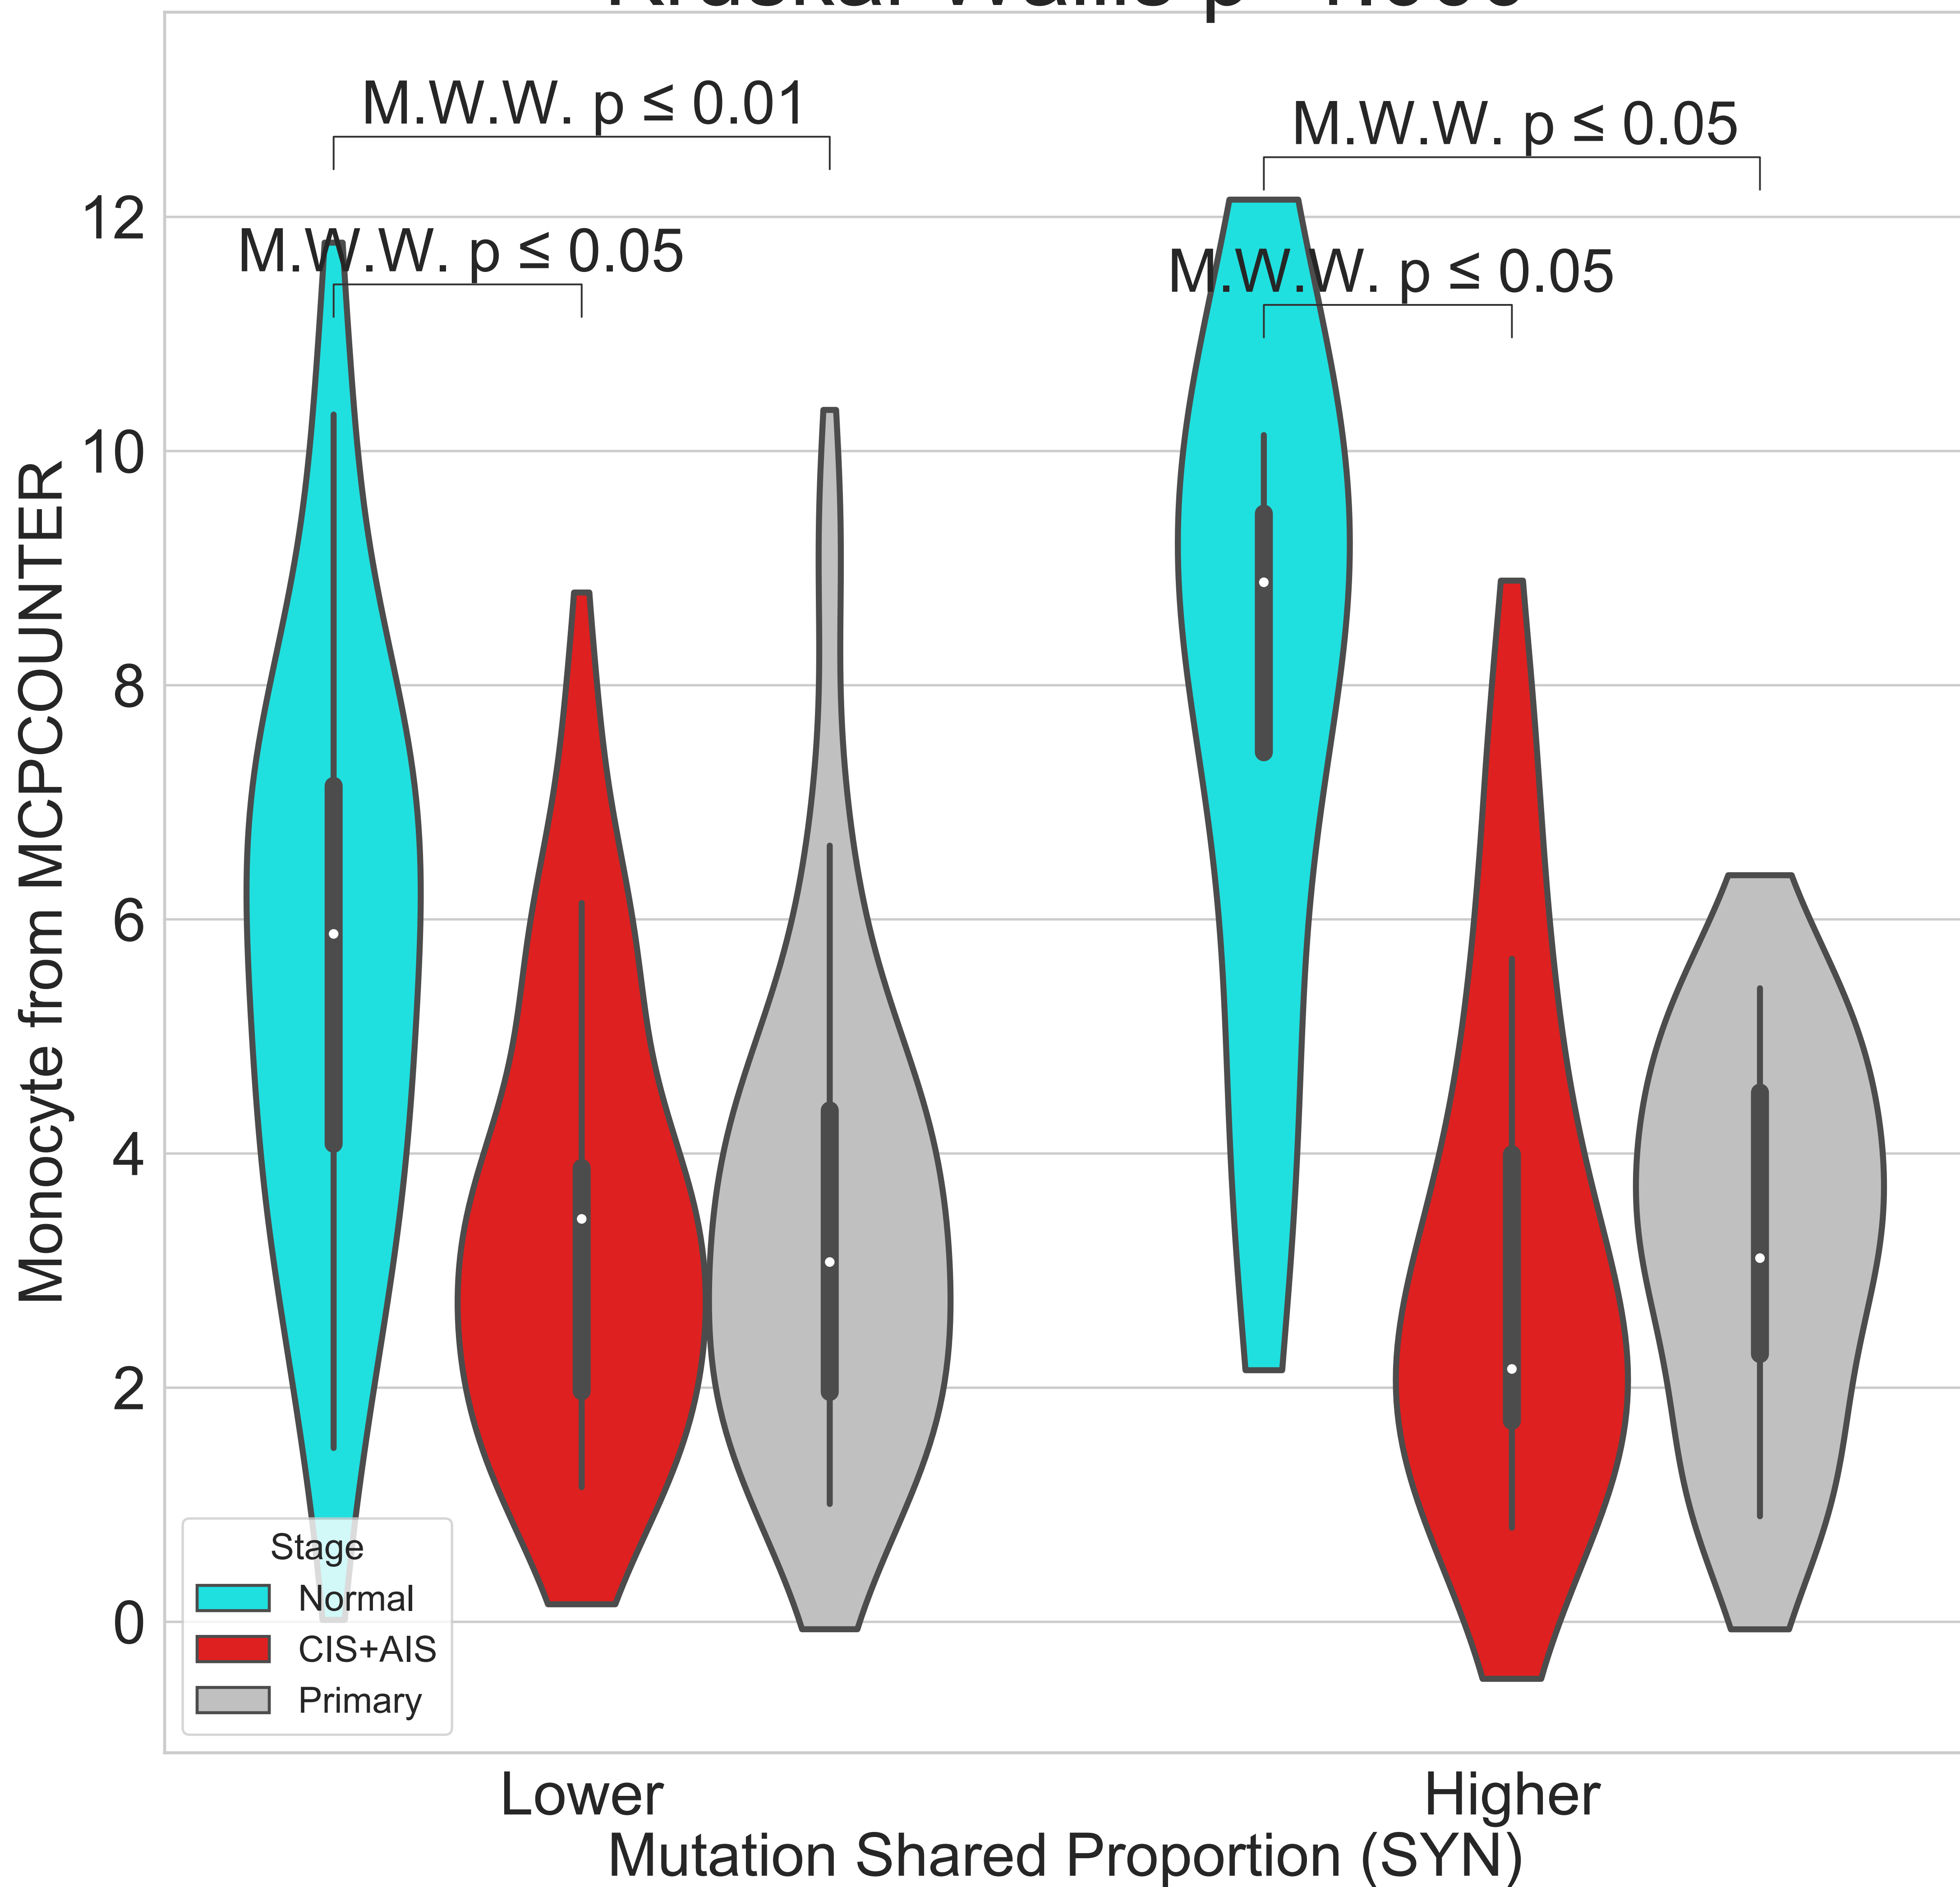 M.W.W. p ≤ 0.01
M.W.W. p ≤ 0.05
M.W.W. p ≤ 0.05
M.W.W. p ≤ 0.05
12
10
8
6
4
2
0
Monocyte from MCPCOUNTER
Stage
Normal
CIS+AIS
Primary
Lower
Higher
Mutation Shared Proportion (SYN)